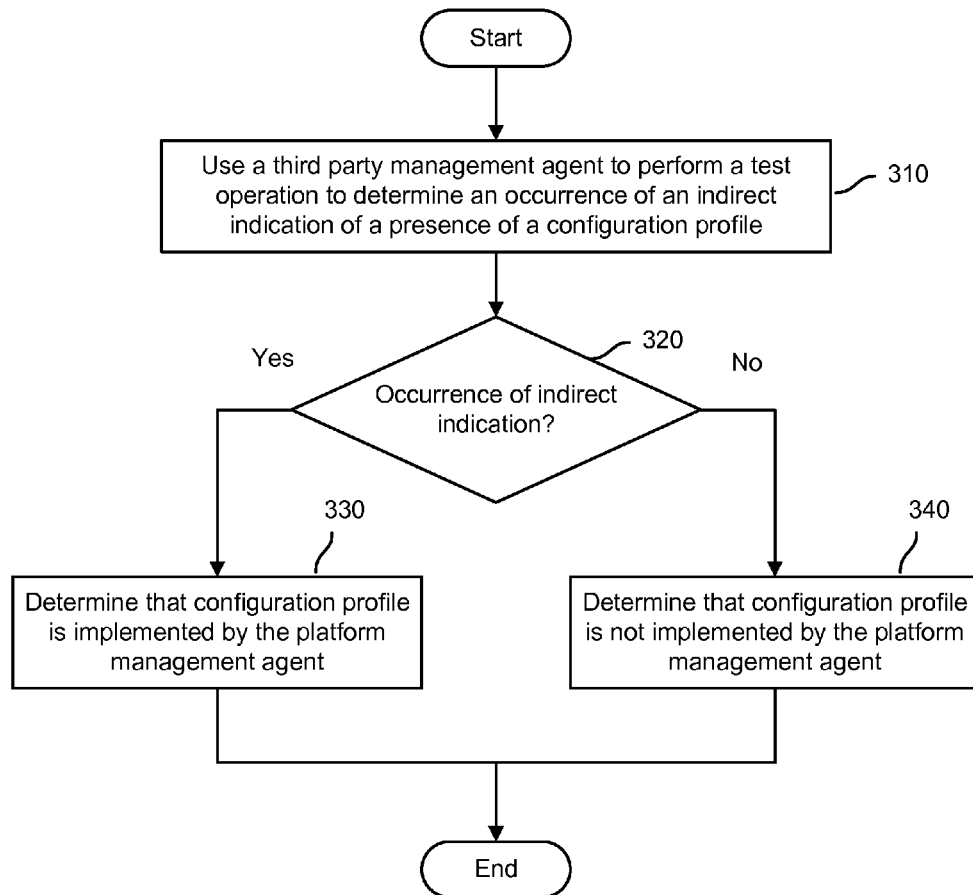 Start
Use a third party management agent to perform a test
operation to determine an occurrence of an indirect
indication of a presence of a configuration profile
310
320
Yes
No
Occurrence of indirect
indication?
330
340
Determine that configuration profile
is implemented by the platform
management agent
Determine that configuration profile
is not implemented by the platform
management agent
End